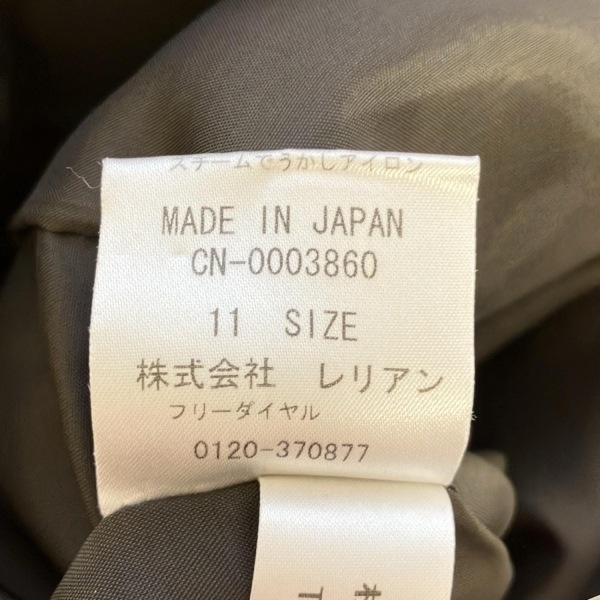 スチームでうかしアイロン
MADE IN JAPAN
CN-0003860
11 SIZE
株式会社 レリアン
フリーダイヤル
0120-370877